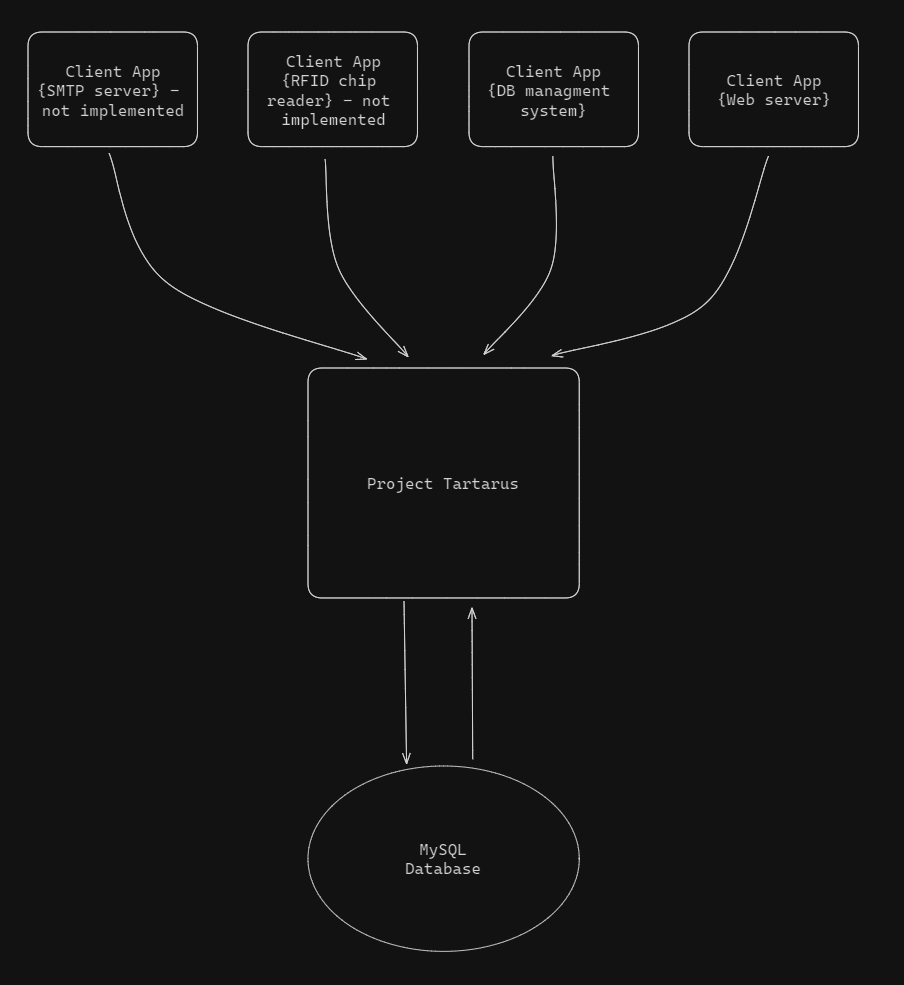 Client App
{SMTP server} -
not implemented
Client App
{RFID chip
reader} - not
implemented
Client App
{DB managment
system}
Client App
{Web server}
Project Tartarus
MySQL
Database